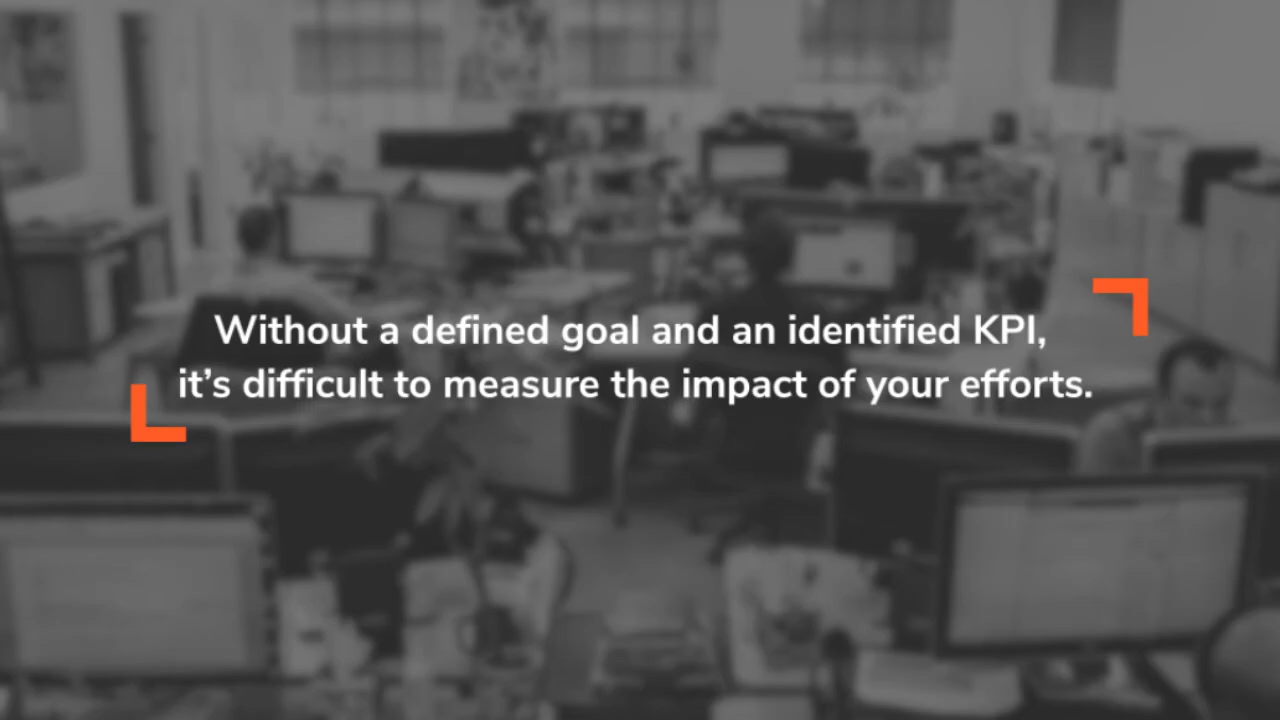 Without a defined goal and an identified KPI,
it’s difficult to measure the impact of your efforts.